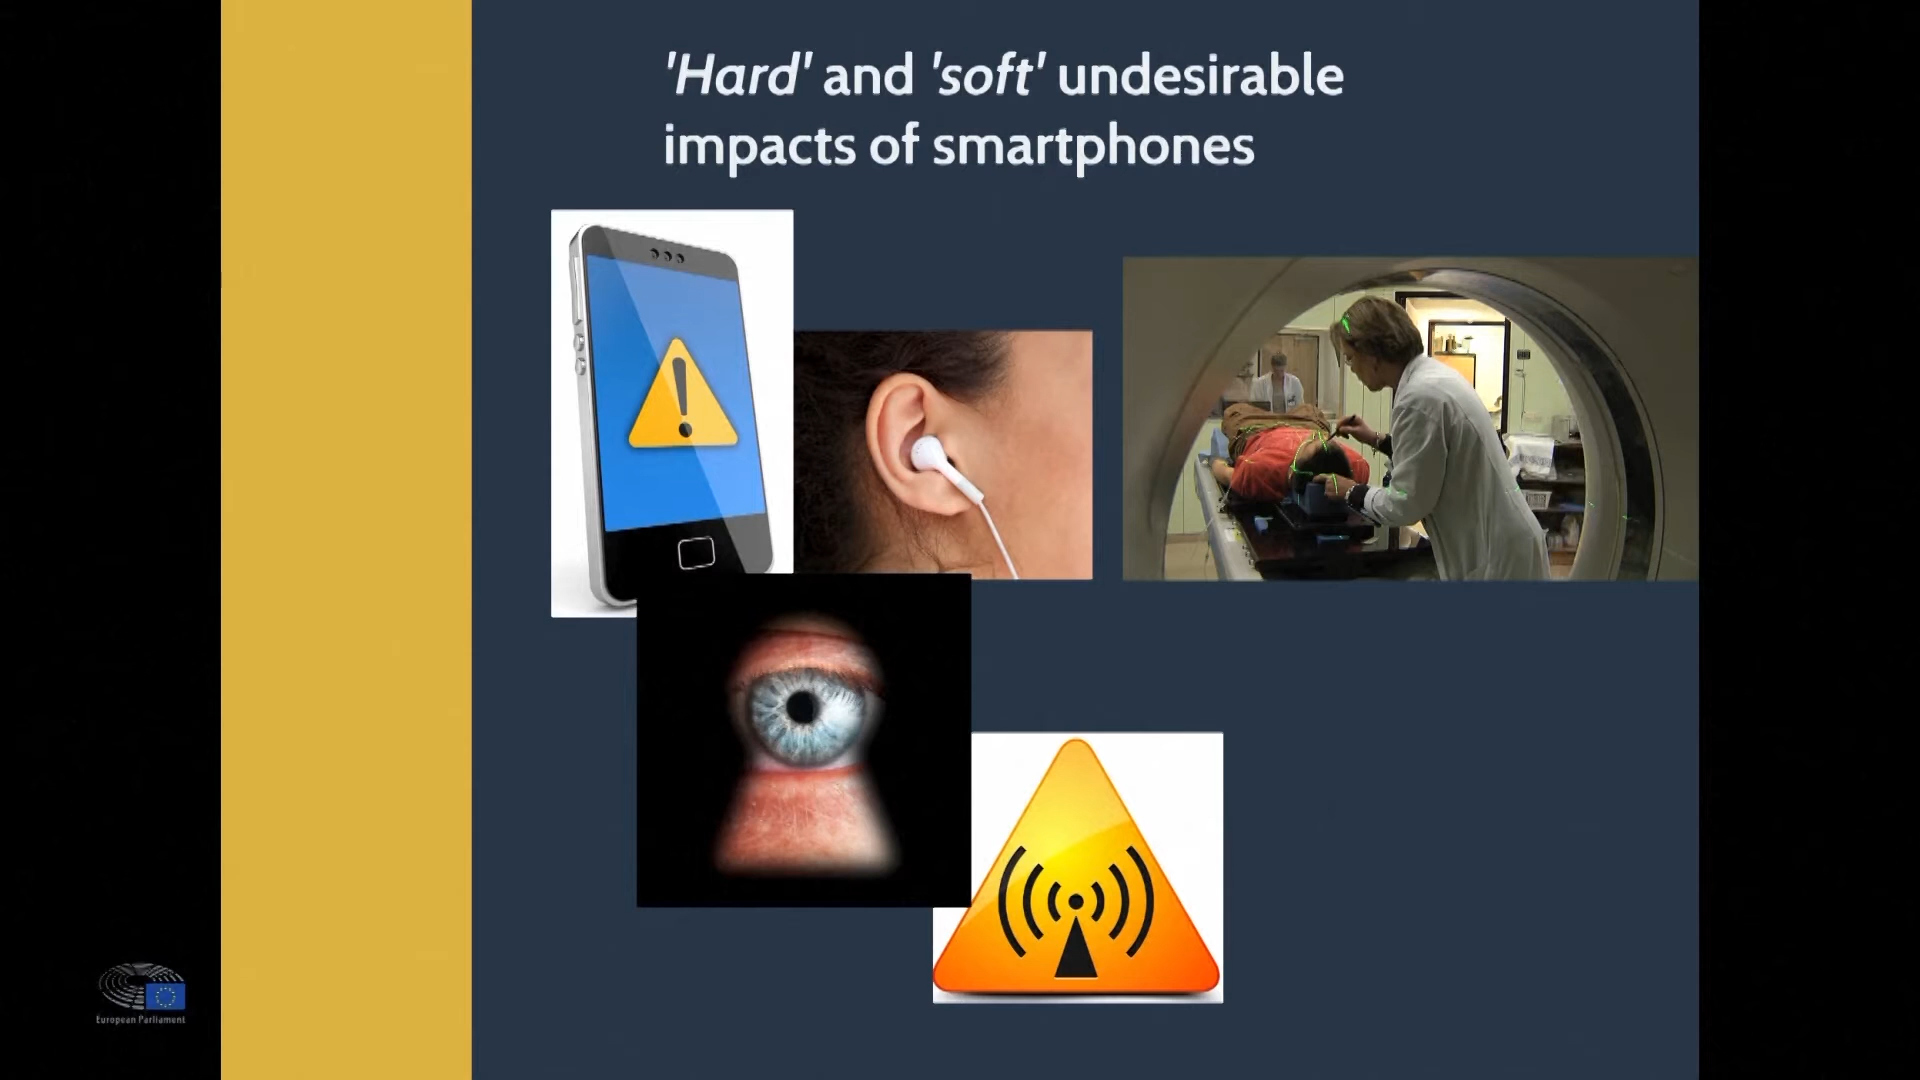 'Hard' and 'soft' undesirable
impacts of smartphones
European Parliament